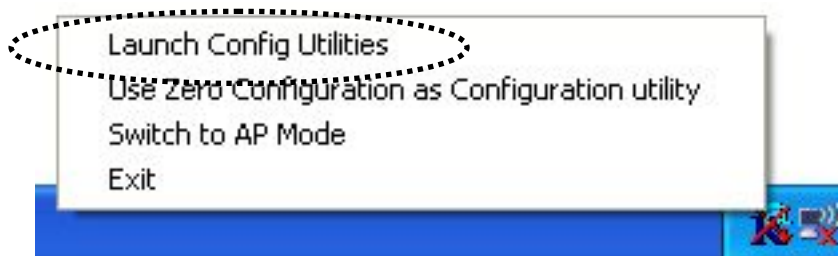 Launch Config Utilities
Use Zero Configuration as Configuration utility
Switch to AP Mode
Exit